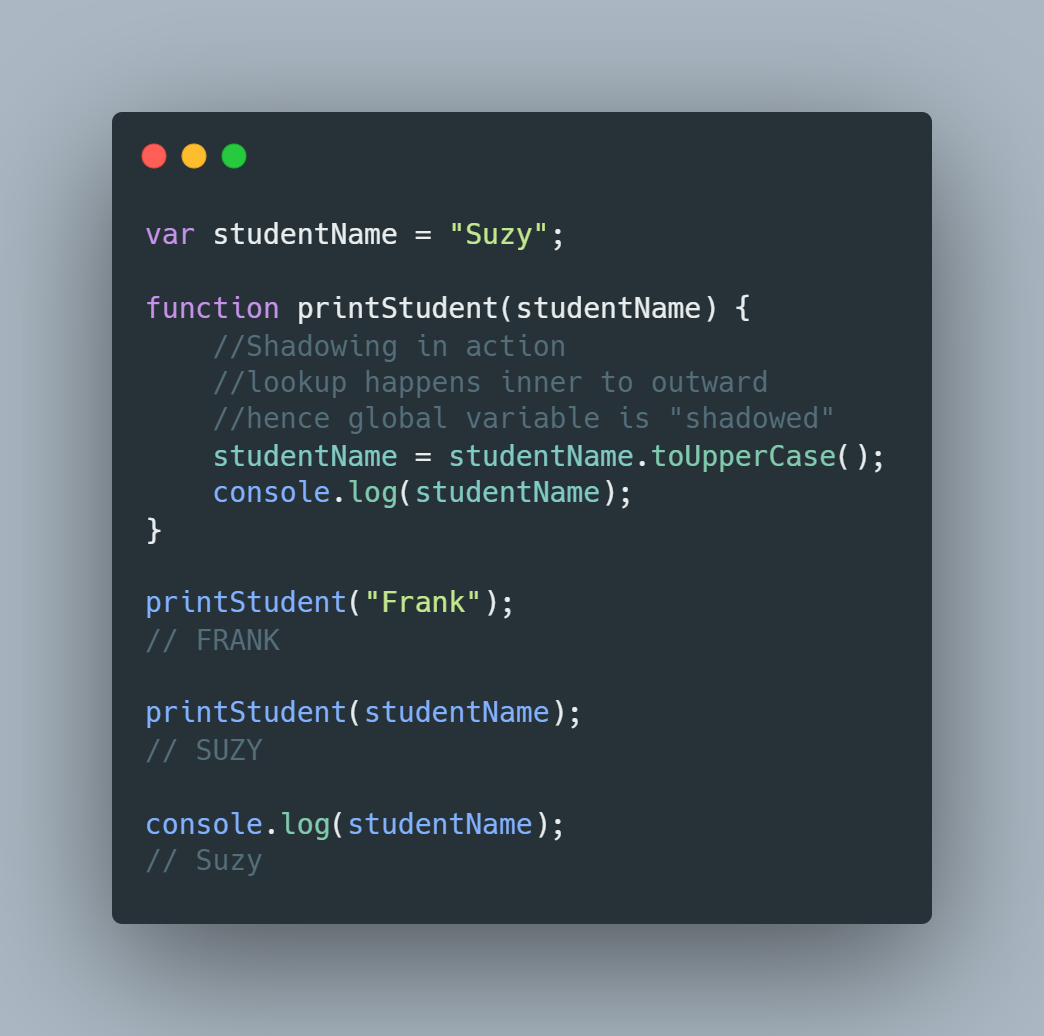 var studentName = "Suzy";
function printStudent(studentName) {
    //Shadowing in action
    //lookup happens inner to outward
    //hence global variable is "shadowed"
    studentName = studentName.toUpperCase();
    console.log(studentName);
}
printStudent("Frank");
// FRANK
printStudent(studentName);
// SUZY
console.log(studentName);
// Suzy